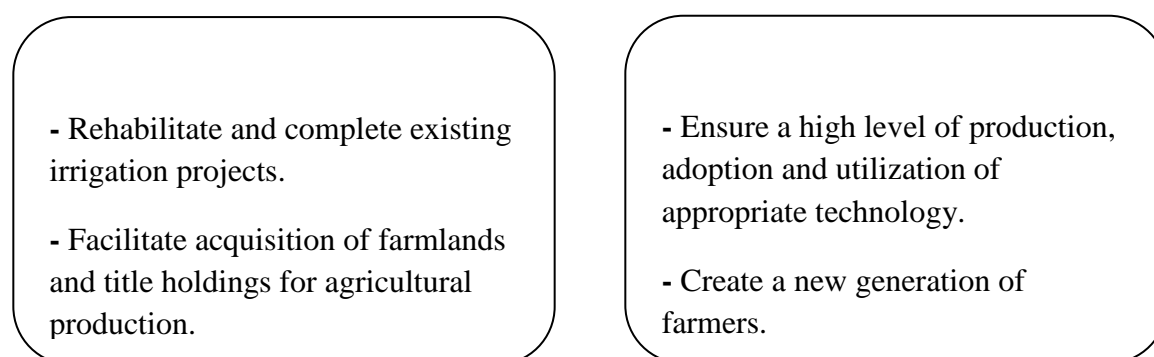 - Rehabilitate and complete existing
irrigation projects.
- Facilitate acquisition of farmlands
and title holdings for agricultural
production.
- Ensure a high level of production,
adoption and utilization of
appropriate technology.
- Create a new generation of
farmers.